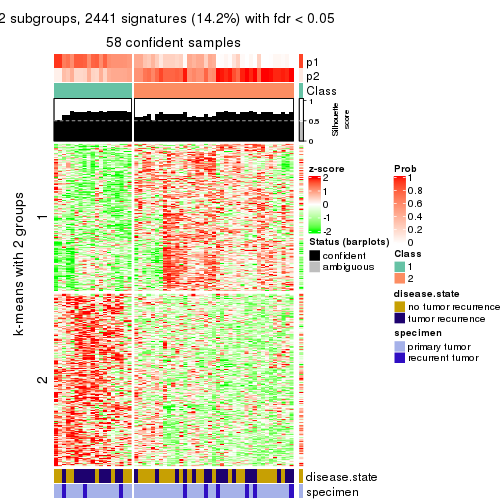 2 subgroups, 2441 signatures (14.2%) with fdr < 0.05
58 confident samples
p1
p2
Class
1
0.5
0
Silhouette
score
k-means with 2 groups
1
2
z-score
2
1
0
-1
-2
Status (barplots)
confident
ambiguous
Prob
1
0.8
0.6
0.4
0.2
0
Class
1
2
disease.state
no tumor recurrence
tumor recurrence
specimen
primary tumor
recurrent tumor
disease.state
specimen